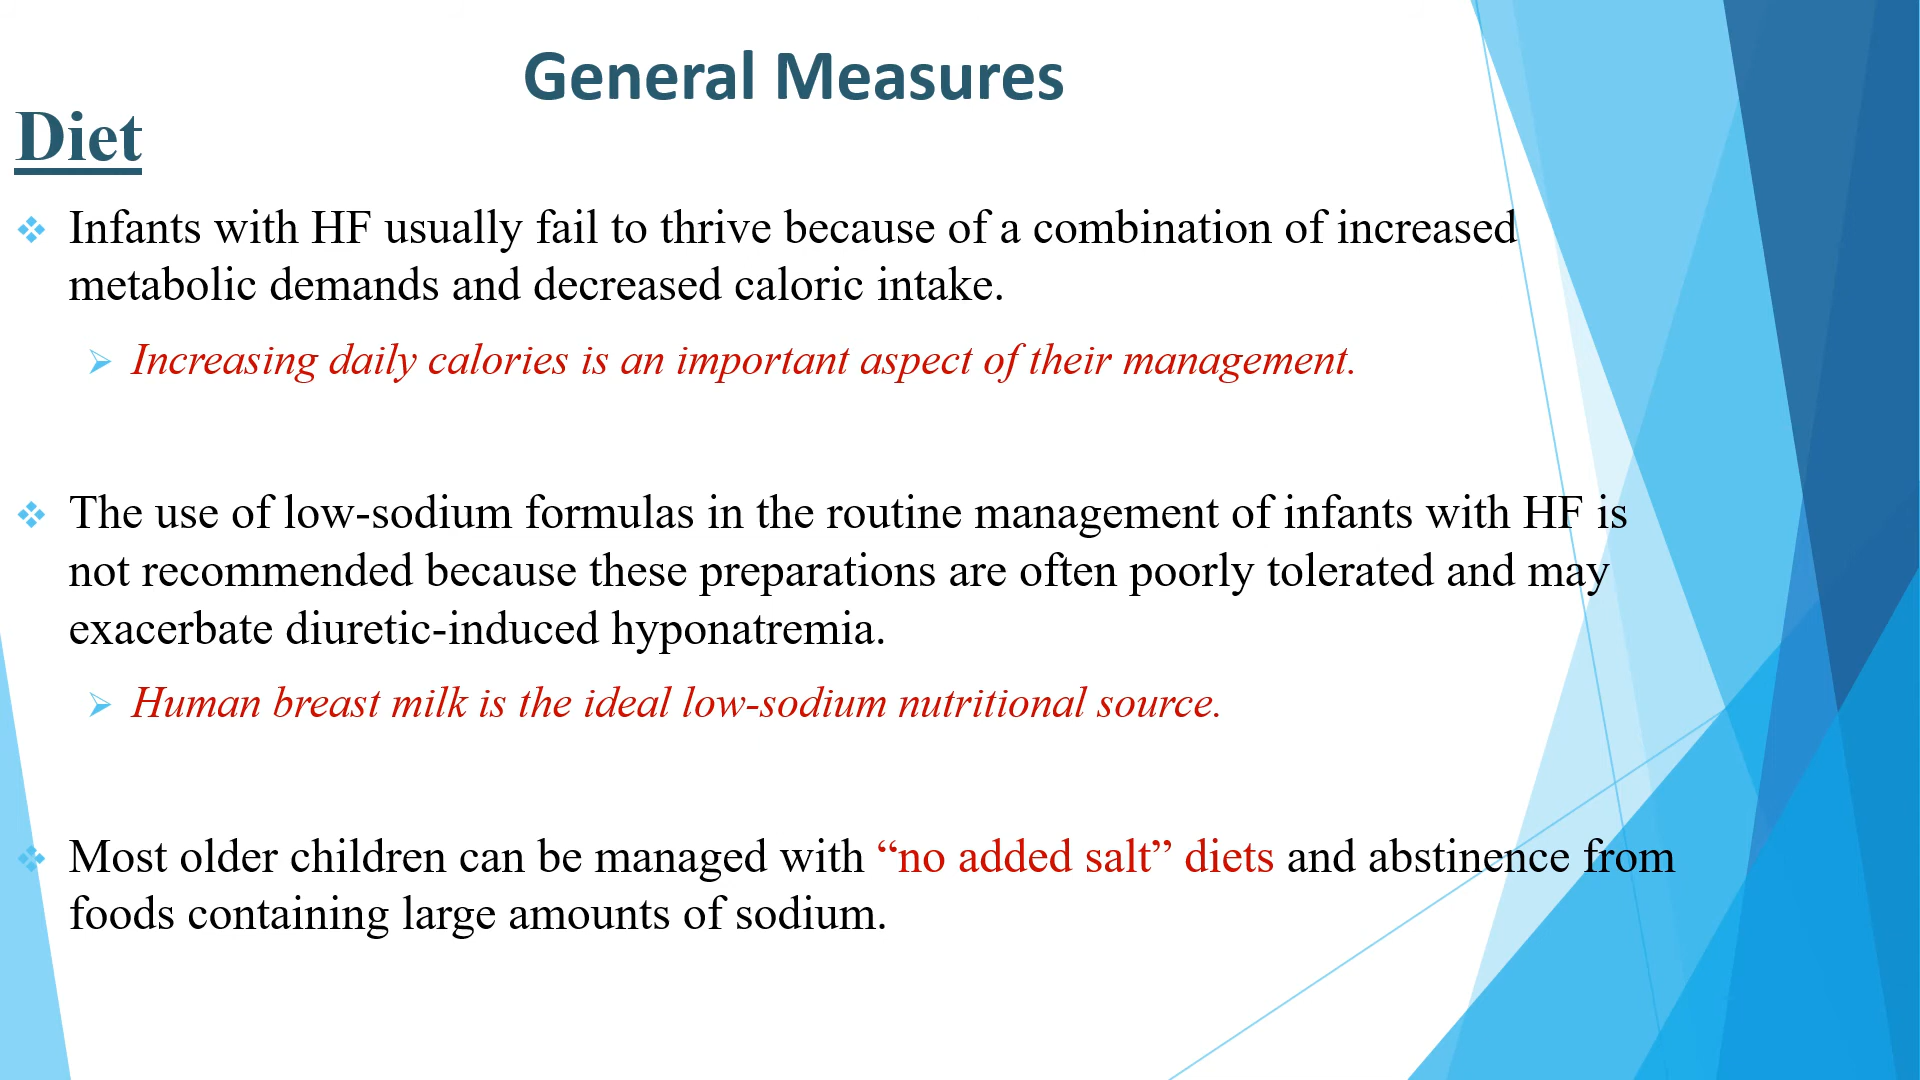 General Measures
Diet
❖ Infants with HF usually fail to thrive because of a combination of increased
metabolic demands and decreased caloric intake.
➢ Increasing daily calories is an important aspect of their management.
❖ The use of low-sodium formulas in the routine management of infants with HF is
not recommended because these preparations are often poorly tolerated and may
exacerbate diuretic-induced hyponatremia.
➢ Human breast milk is the ideal low-sodium nutritional source.
❖ Most older children can be managed with “no added salt” diets and abstinence from
foods containing large amounts of sodium.